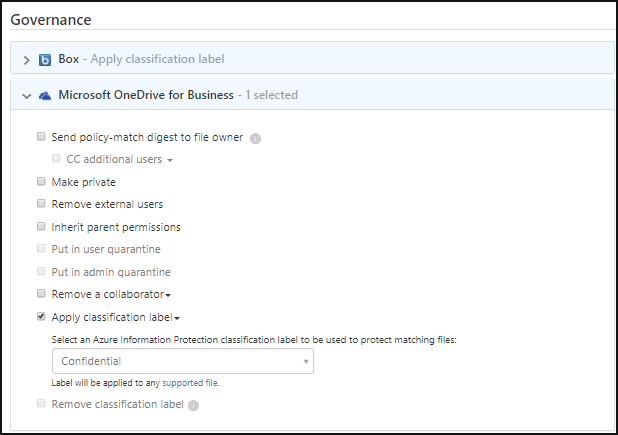 Governance
Box - Apply classification label
Microsoft OneDrive for Business - 1 selected
Send policy-match digest to file owner
CC additional users
Make private
Remove external users
Inherit parent permissions
Put in user quarantine
Put in admin quarantine
Remove a collaborator
Apply classification label
Select an Azure Information Protection classification label to be used to protect matching files:
Confidential
Label will be applied to any supported file.
Remove classification label